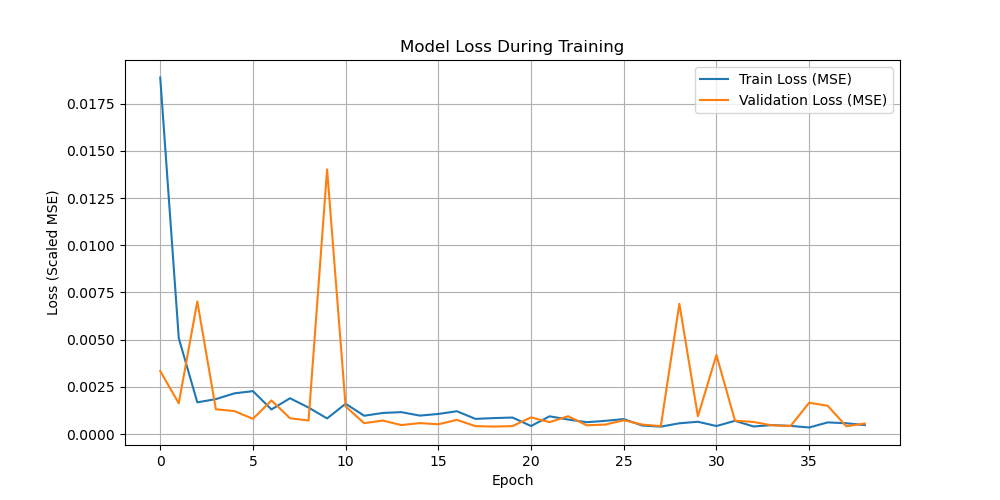 Model Loss During Training
Train Loss (MSE)
Validation Loss (MSE)
Loss (Scaled MSE)
0.0175
0.0150
0.0125
0.0100
0.0075
0.0050
0.0025
0.0000
0 5 10 15 20 25 30 35
Epoch